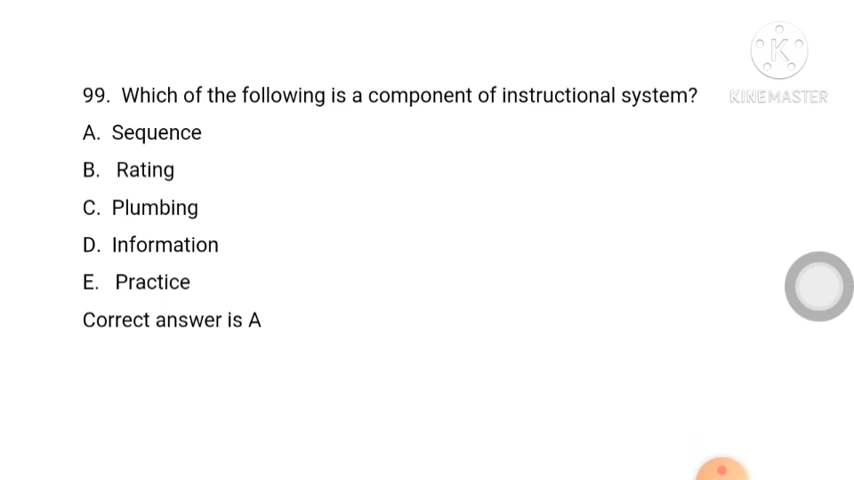 K
KINEMASTER
99. Which of the following is a component of instructional system?
A. Sequence
B. Rating
C. Plumbing
D. Information
E. Practice
Correct answer is A